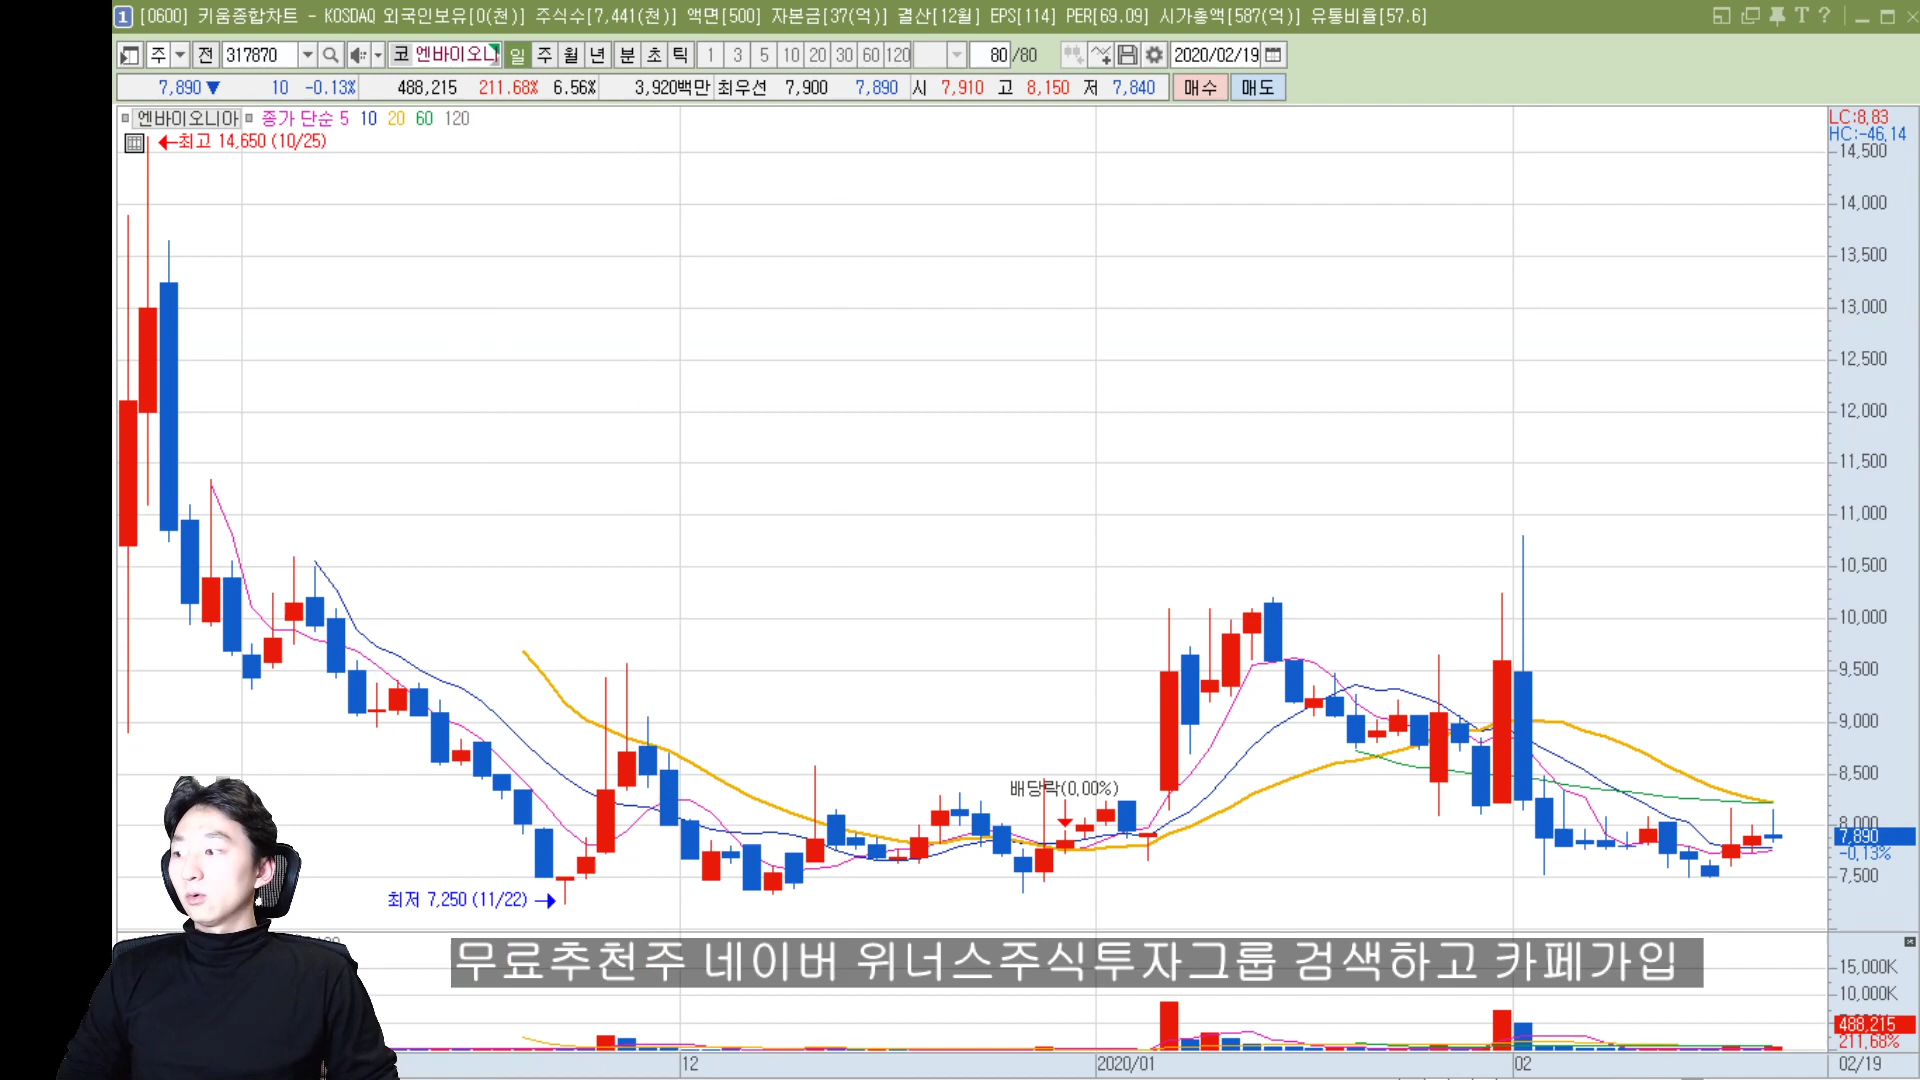 1 [0600] 키움종합차트 - KOSDAQ 외국인보유[0(천)] 주식수[7,441(천)] 액면[500] 자본금[37(억)] 결산[12월] EPS[114] PER[69.09] 시가총액[587(억)] 유통비율[57.6] T ?
주 전 317870 코 엔바이오니 일 주 월 년 분 초 틱 1 3 5 10 20 30 60 120 80 /80 2020/02/19
7,890 ▼ 10 -0.13% 488,215 211.68% 6.56% 3,920백만 최우선 7,900 7,890 시 7,910 고 8,150 저 7,840 매수 매도
엔바이오니아 종가 단순 5 10 20 60 120
LC:8,83
HC:-46,14
←최고 14,650 (10/25)
14,500
14,000
13,500
13,000
12,500
12,000
11,500
11,000
10,500
10,000
9,500
9,000
8,500
배당락(0,00%)
8,000
7,890
-0,13%
7,500
최저 7,250 (11/22) →
무료추천주 네이버 위너스주식투자그룹 검색하고 카페가입
15,000K
10,000K
488,215
211,68%
12 2020/01 02 02/19